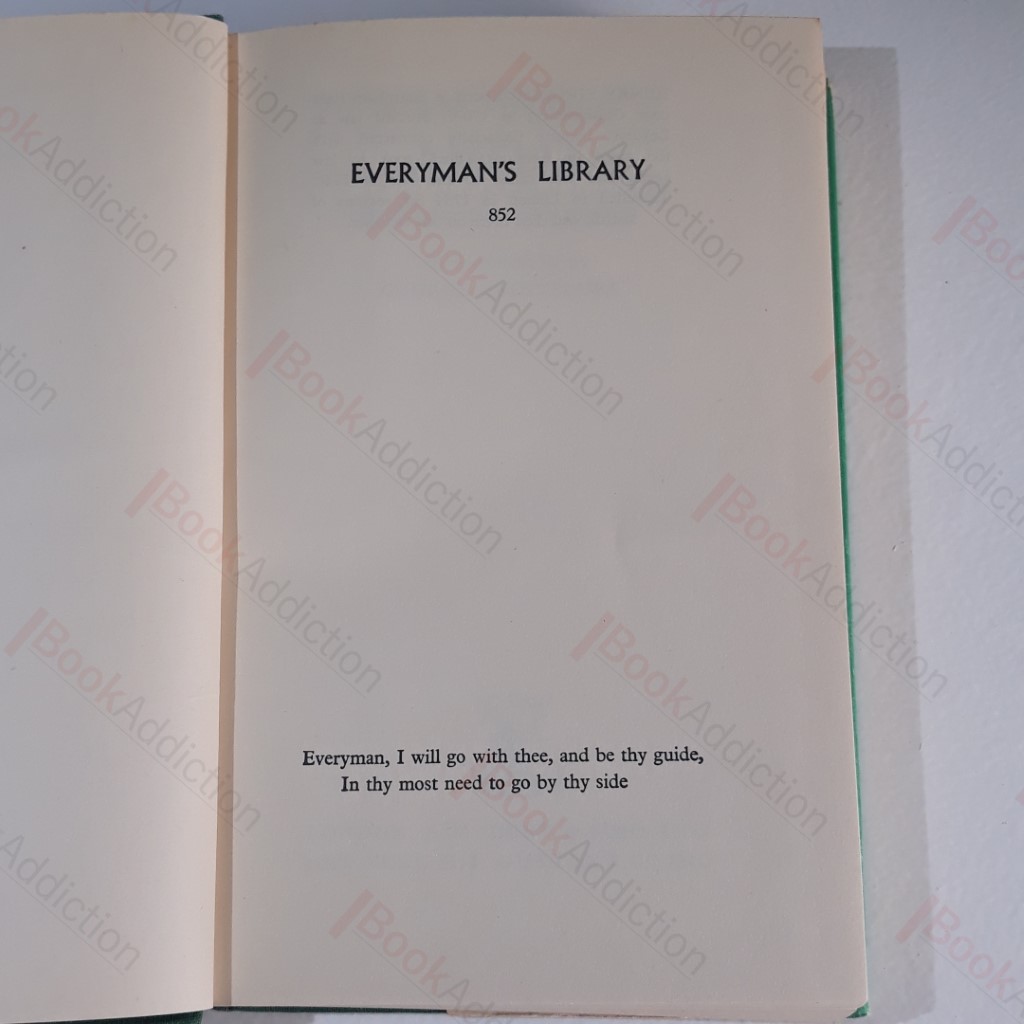 EVERYMAN'S LIBRARY
852
Everyman, I will go with thee, and be thy guide,
In thy most need to go by thy side
BookAddiction